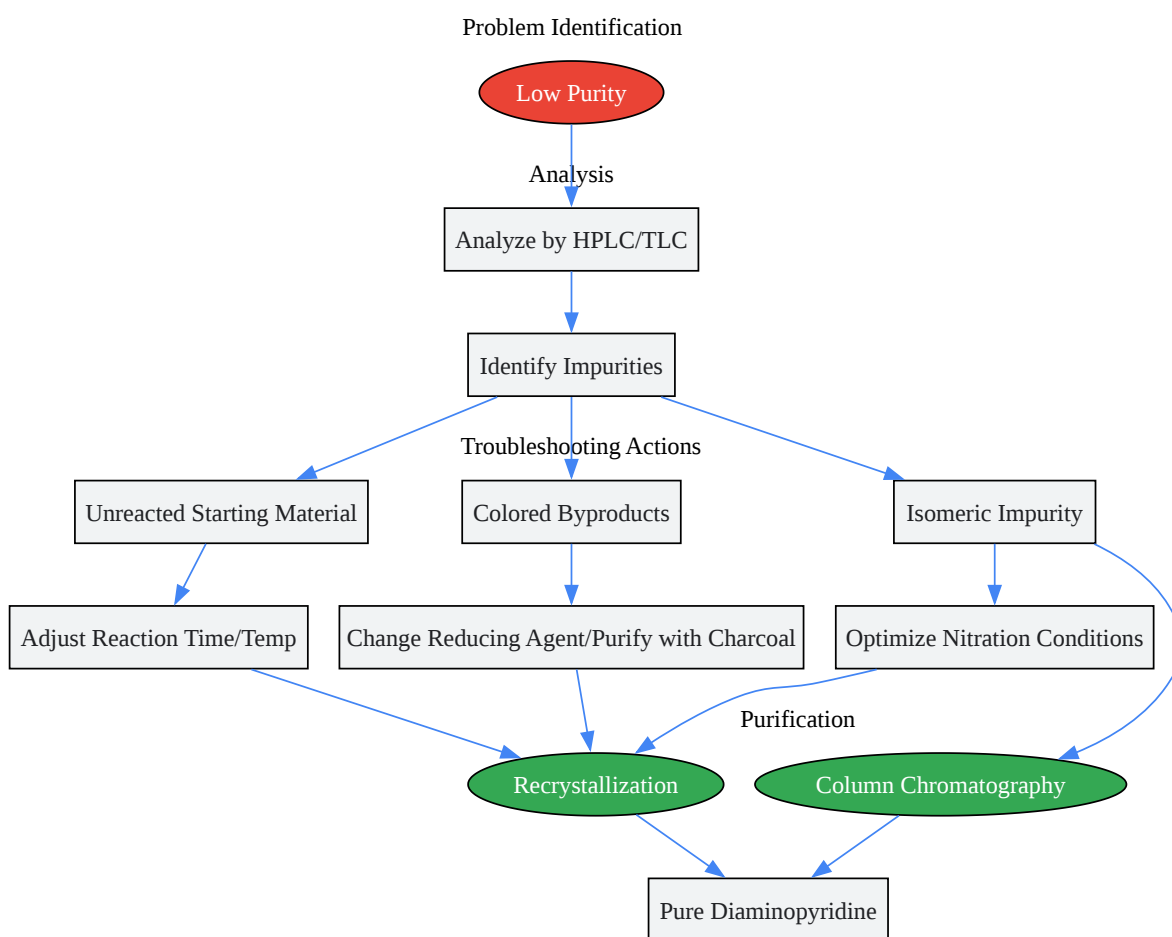 Problem Identification
Low Purity
Analysis
Analyze by HPLC/TLC
Identify Impurities
Troubleshooting Actions
Unreacted Starting Material
Colored Byproducts
Isomeric Impurity
Adjust Reaction Time/Temp
Change Reducing Agent/Purify with Charcoal
Optimize Nitration Conditions
Purification
Recrystallization
Column Chromatography
Pure Diaminopyridine